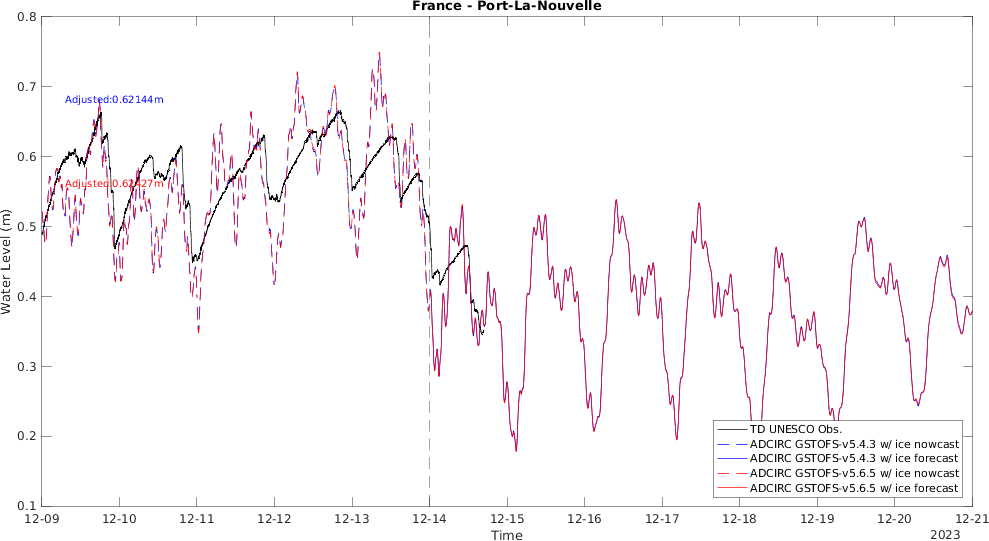 France - Port-La-Nouvelle
0.8
0.7
0.6
0.5
0.4
0.3
0.2
0.1
Water Level (m)
Adjusted:0.62144m
Adjusted:0.62427m
TD UNESCO Obs.
ADCIRC GSTOFS-v5.4.3 w/ ice nowcast
ADCIRC GSTOFS-v5.4.3 w/ ice forecast
ADCIRC GSTOFS-v5.6.5 w/ ice nowcast
ADCIRC GSTOFS-v5.6.5 w/ ice forecast
12-09 12-10 12-11 12-12 12-13 12-14 12-15 12-16 12-17 12-18 12-19 12-20 12-21
Time
2023